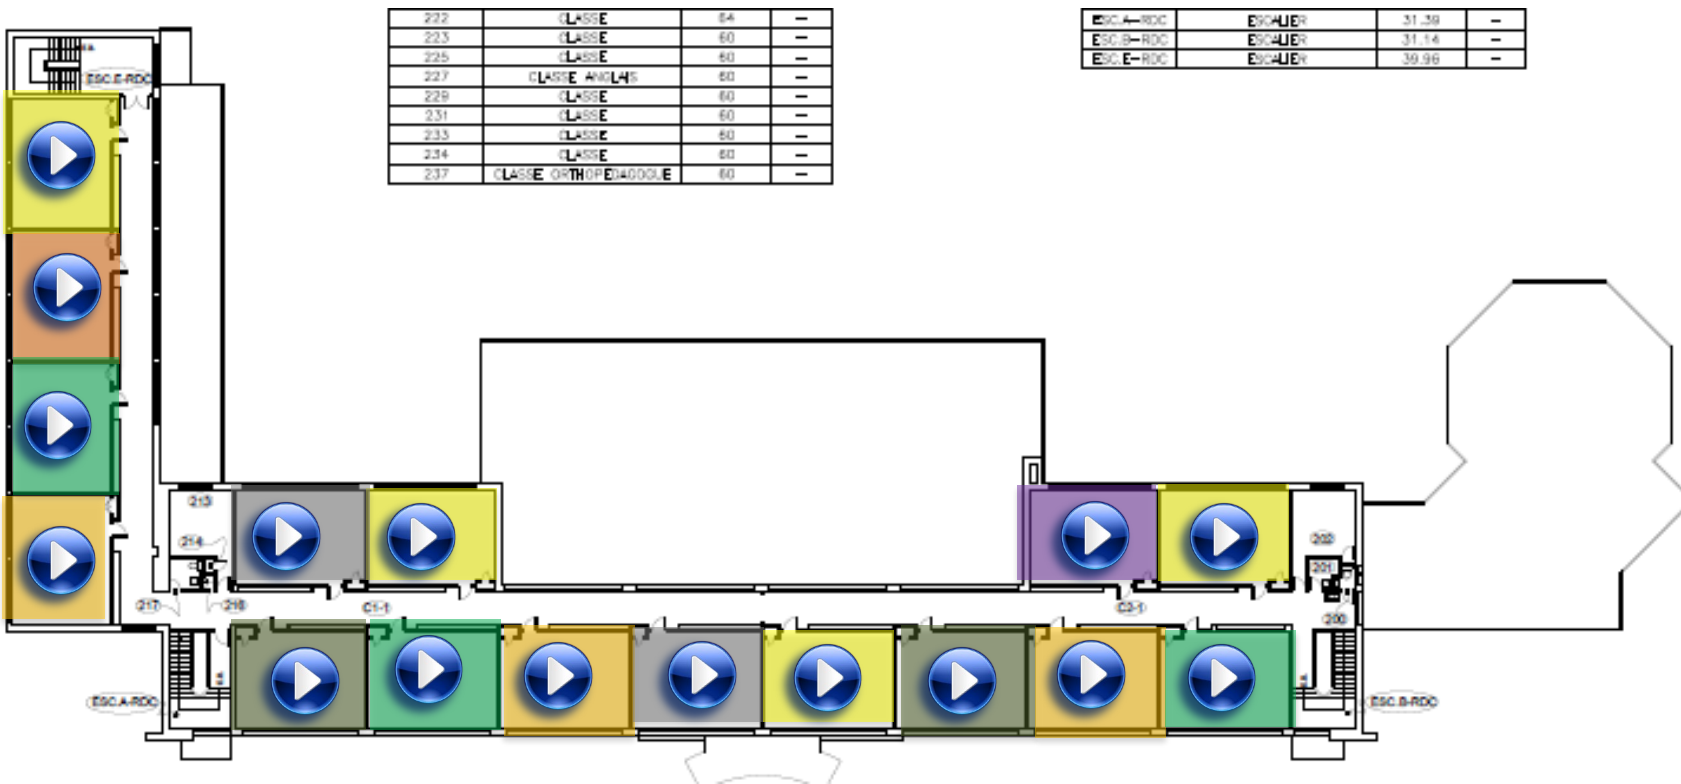 222 CLASSE 64 —
223 CLASSE 60 —
225 CLASSE 60 —
227 CLASSE ANGLAIS 60 —
229 CLASSE 60 —
231 CLASSE 60 —
233 CLASSE 60 —
234 CLASSE 60 —
237 CLASSE ORTHOPEDAGOGUE 60 —
ESC.A-RDC ESCALIER 31.39 —
ESC.B-RDC ESCALIER 31.14 —
ESC.E-RDC ESCALIER 39.96 —
ESC.E-RDC
213
214
202
201
217
216
C1-1
C2-1
200
ESC.A-RDC
ESC.B-RDC